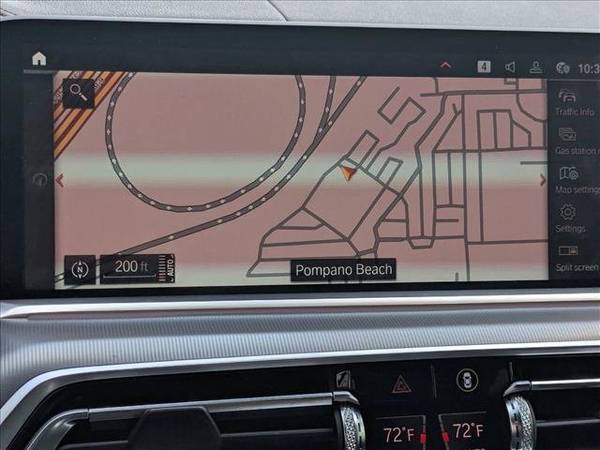 4
10:3
Traffic Info
Gas station
Map settings
Settings
Split screen
N
200 ft
AUTO
Pompano Beach
72°F
72°F